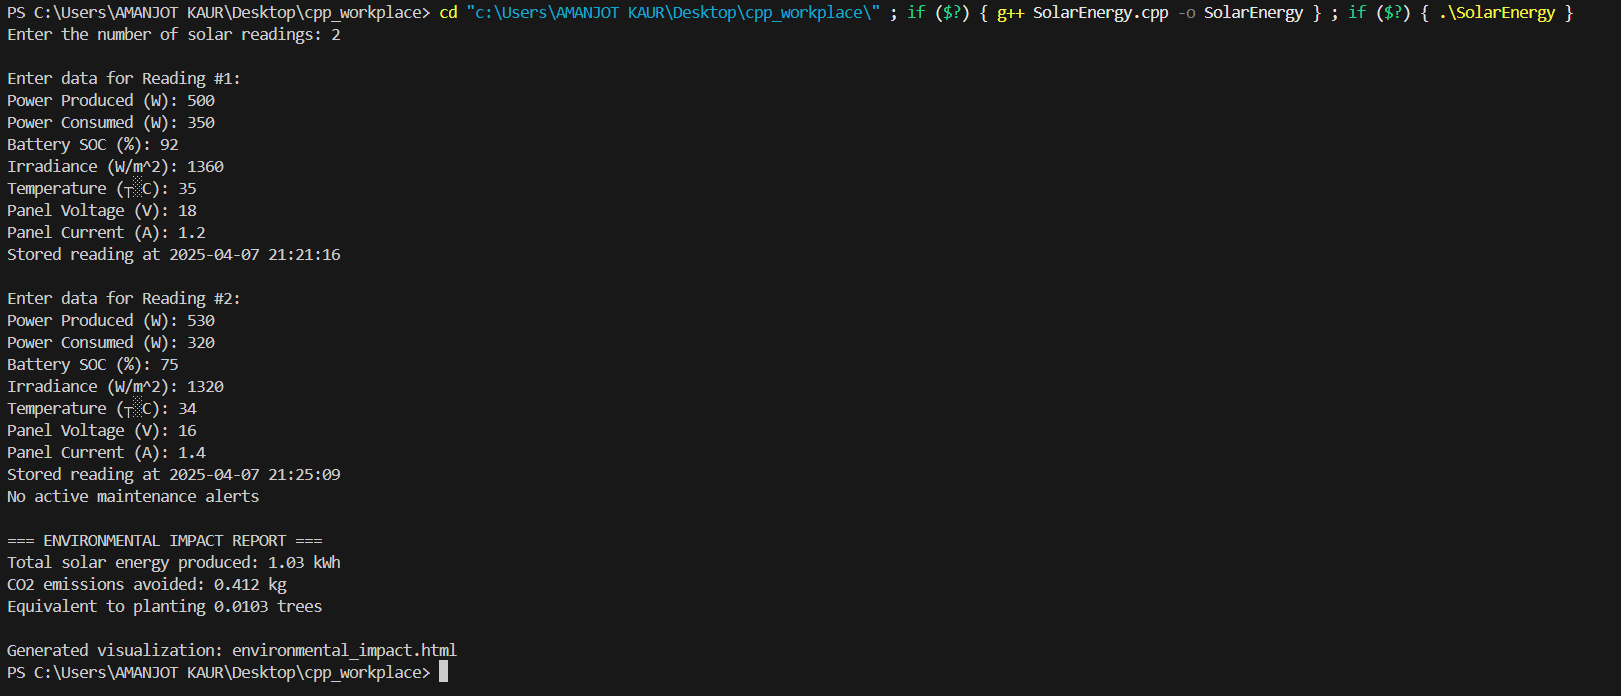 PS C:\Users\AMANJOT KAUR\Desktop\cpp_workplace> cd "c:\Users\AMANJOT KAUR\Desktop\cpp_workplace\" ; if ($?) { g++ SolarEnergy.cpp -o SolarEnergy } ; if ($?) { .\SolarEnergy }
Enter the number of solar readings: 2
Enter data for Reading #1:
Power Produced (W): 500
Power Consumed (W): 350
Battery SOC (%): 92
Irradiance (W/m^2): 1360
Temperature (┬░C): 35
Panel Voltage (V): 18
Panel Current (A): 1.2
Stored reading at 2025-04-07 21:21:16
Enter data for Reading #2:
Power Produced (W): 530
Power Consumed (W): 320
Battery SOC (%): 75
Irradiance (W/m^2): 1320
Temperature (┬░C): 34
Panel Voltage (V): 16
Panel Current (A): 1.4
Stored reading at 2025-04-07 21:25:09
No active maintenance alerts
=== ENVIRONMENTAL IMPACT REPORT ===
Total solar energy produced: 1.03 kWh
CO2 emissions avoided: 0.412 kg
Equivalent to planting 0.0103 trees
Generated visualization: environmental_impact.html
PS C:\Users\AMANJOT KAUR\Desktop\cpp_workplace>